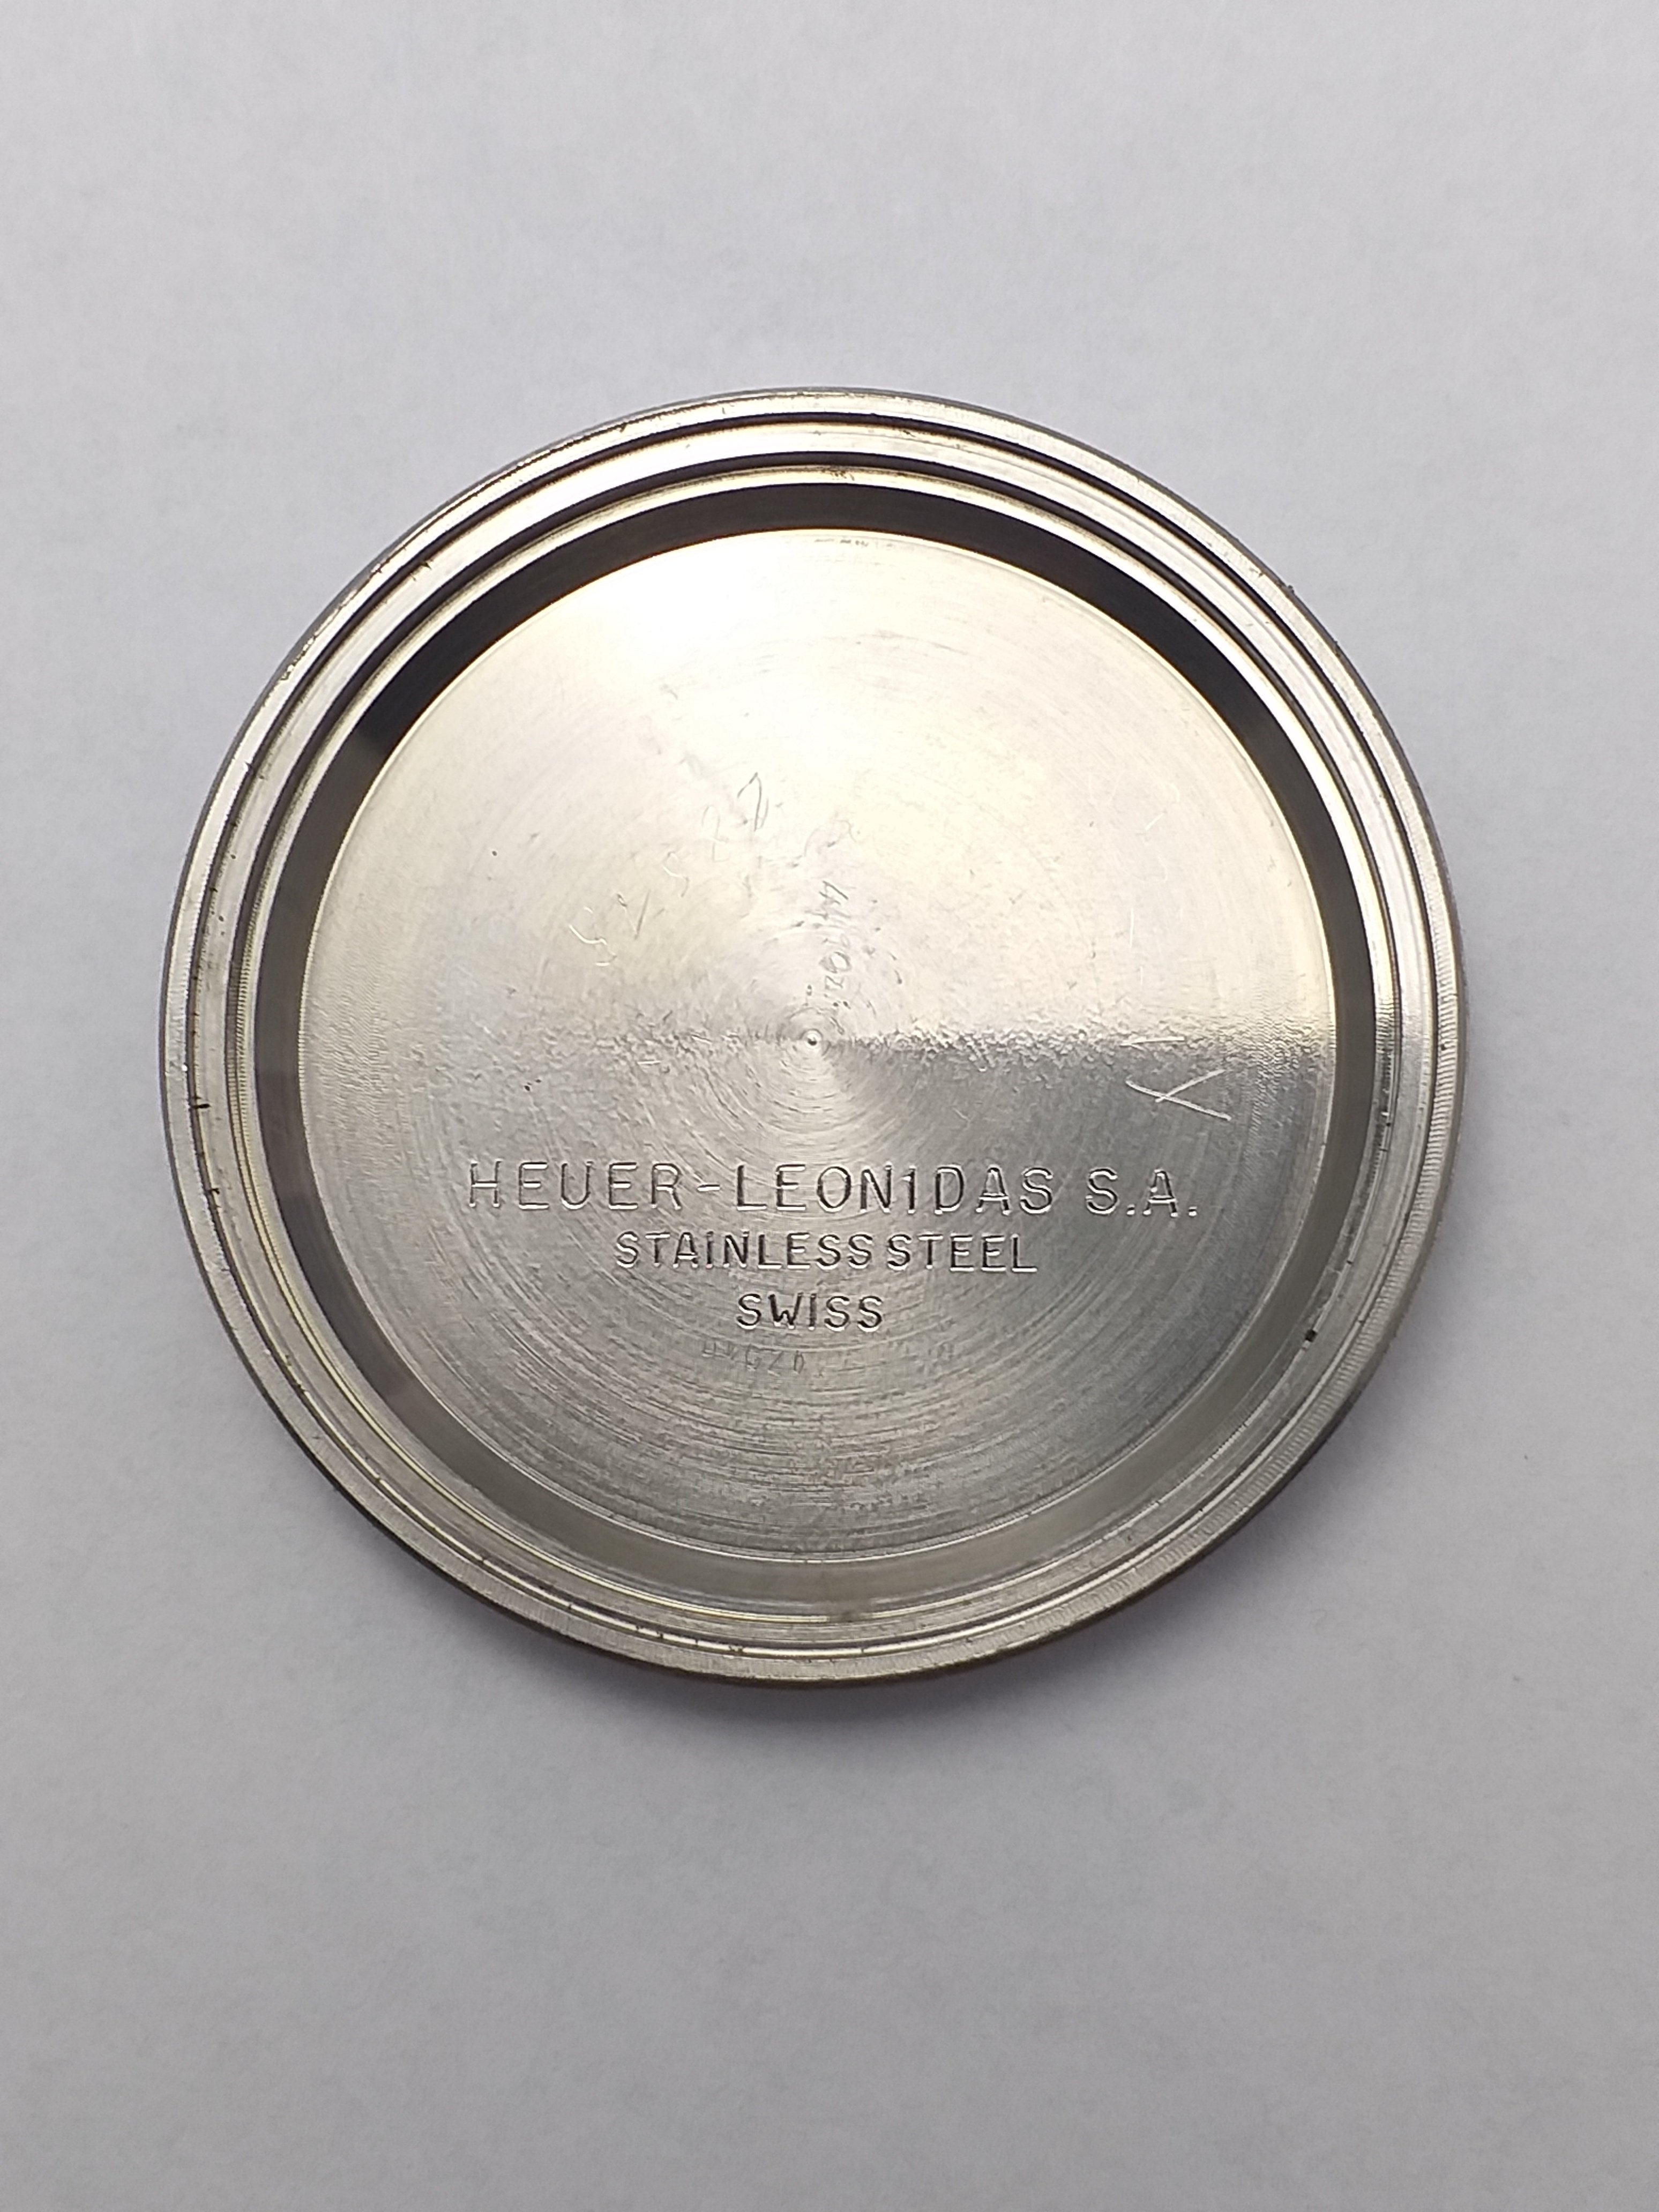 HEUER-LEONIDAS S.A.
STAINLESS STEEL
SWISS